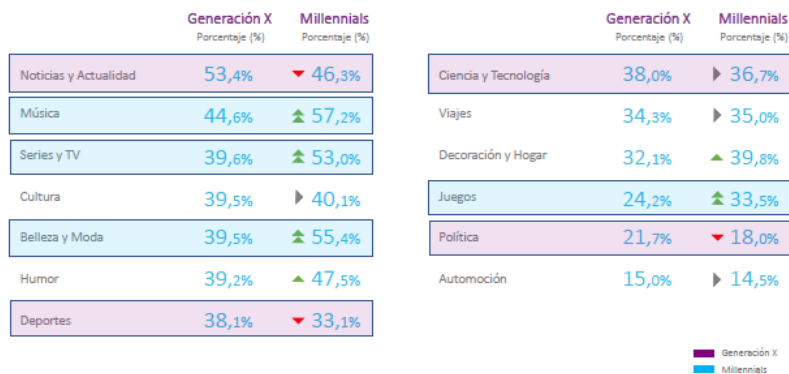 Generación X Millennials
Porcentaje (%) Porcentaje (%)
Noticias y Actualidad 53,4% 46,3%
Música 44,6% 57,2%
Series y TV 39,6% 53,0%
Cultura 39,5% 40,1%
Belleza y Moda 39,5% 55,4%
Humor 39,2% 47,5%
Deportes 38,1% 33,1%
Generación X Millennials
Porcentaje (%) Porcentaje (%)
Ciencia y Tecnología 38,0% 36,7%
Viajes 34,3% 35,0%
Decoración y Hogar 32,1% 39,8%
Juegos 24,2% 33,5%
Política 21,7% 18,0%
Automoción 15,0% 14,5%
Generación X
Millennials